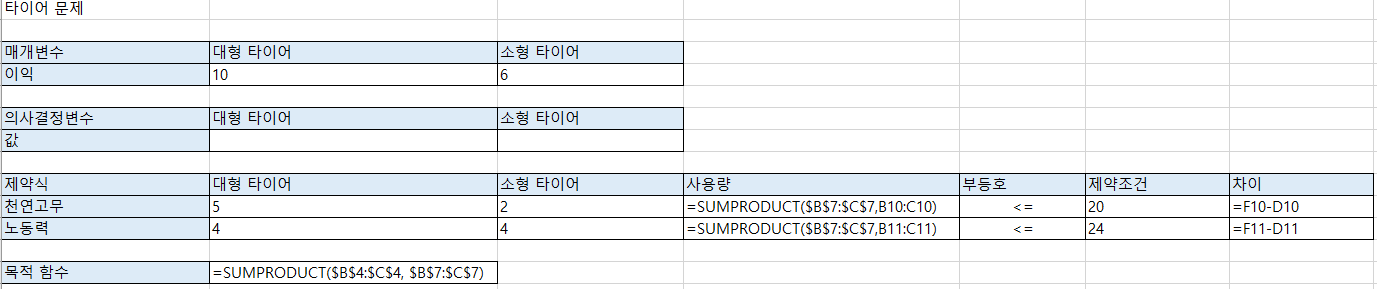 타이어 문제
매개변수 대형 타이어 소형 타이어
이익 10 6
의사결정변수 대형 타이어 소형 타이어
값
제약식 대형 타이어 소형 타이어 사용량 부등호 제약조건 차이
천연고무 5 2 =SUMPRODUCT($B$7:$C$7,B10:C10) <= 20 =F10-D10
노동력 4 4 =SUMPRODUCT($B$7:$C$7,B11:C11) <= 24 =F11-D11
목적 함수 =SUMPRODUCT($B$4:$C$4, $B$7:$C$7)